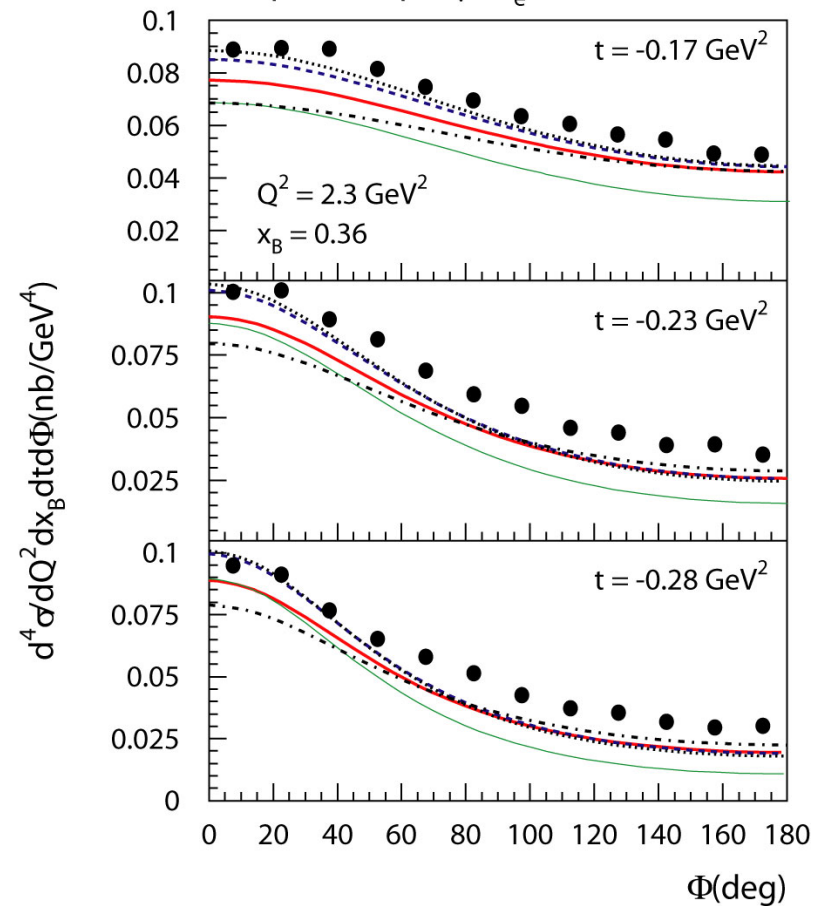 0.1
t = -0.17 GeV²
0.08
0.06
0.04
Q² = 2.3 GeV²
0.02
x_B = 0.36
0.1
t = -0.23 GeV²
0.075
0.05
0.025
0.1
t = -0.28 GeV²
0.075
0.05
0.025
0
0 20 40 60 80 100 120 140 160 180
Φ(deg)
d⁴σ/dQ²dx_BdtdΦ(nb/GeV⁴)